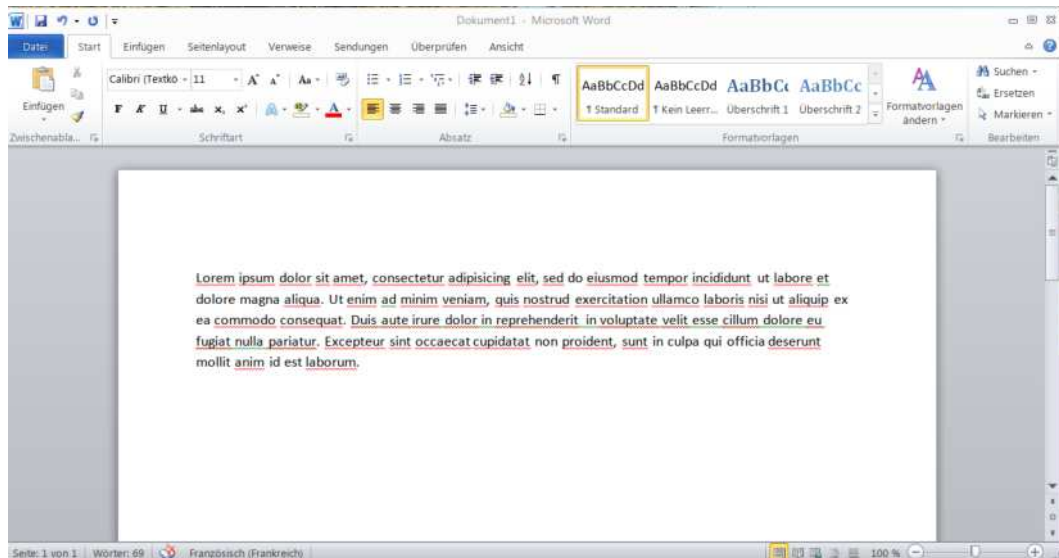 Dokument1 - Microsoft Word
Datei Start Einfügen Seitenlayout Verweise Sendungen Überprüfen Ansicht
Calibri (Textkö 11 Aa
AaBbCcDd AaBbCcDd AaBbCc AaBbCc
Suchen
Ersetzen
Markieren
Einfügen
F K U abc x, x'
¶ Standard ¶ Kein Leerr... Überschrift 1 Überschrift 2
Formatvorlagen
ändern
Zwischenabla... Schriftart Absatz Formatvorlagen Bearbeiten
Lorem ipsum dolor sit amet, consectetur adipisicing elit, sed do eiusmod tempor incididunt ut labore et
dolore magna aliqua. Ut enim ad minim veniam, quis nostrud exercitation ullamco laboris nisi ut aliquip ex
ea commodo consequat. Duis aute irure dolor in reprehenderit in voluptate velit esse cillum dolore eu
fugiat nulla pariatur. Excepteur sint occaecat cupidatat non proident, sunt in culpa qui officia deserunt
mollit anim id est laborum.
Seite: 1 von 1 Wörter: 69 Französisch (Frankreich) 100 %